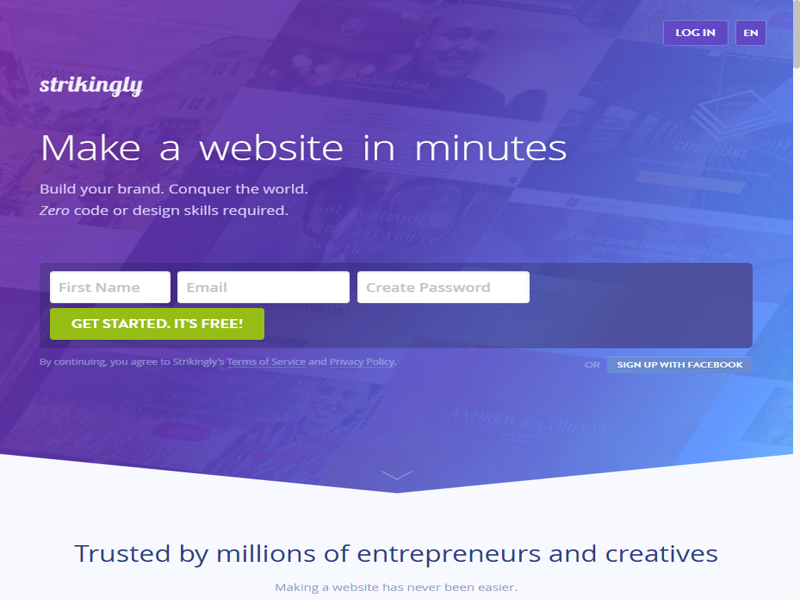 LOG IN
EN
strikingly
Make a website in minutes
Build your brand. Conquer the world.
Zero code or design skills required.
First Name
Email
Create Password
GET STARTED. IT'S FREE!
By continuing, you agree to Strikingly's Terms of Service and Privacy Policy.
OR
SIGN UP WITH FACEBOOK
ANDREW & CORINNE
Trusted by millions of entrepreneurs and creatives
Making a website has never been easier.